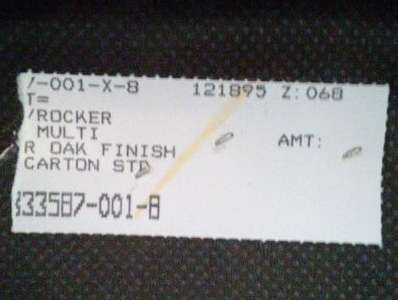 /-001-X-8 121895 Z:068
T=
/ROCKER
MULTI
R OAK FINISH AMT:
CARTON STD
333587-001-8